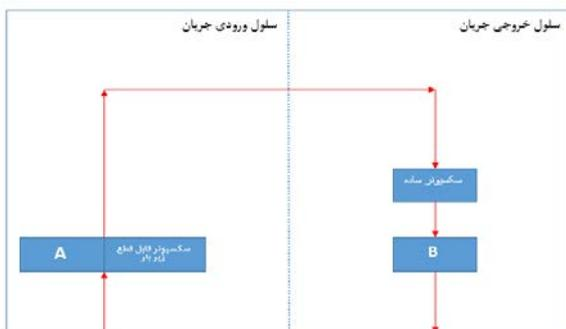 سلول خروجی جریان
سلول ورودی جریان
سکسیونر ساده
سکسیونر قابل قطع
زیر بار
A
B